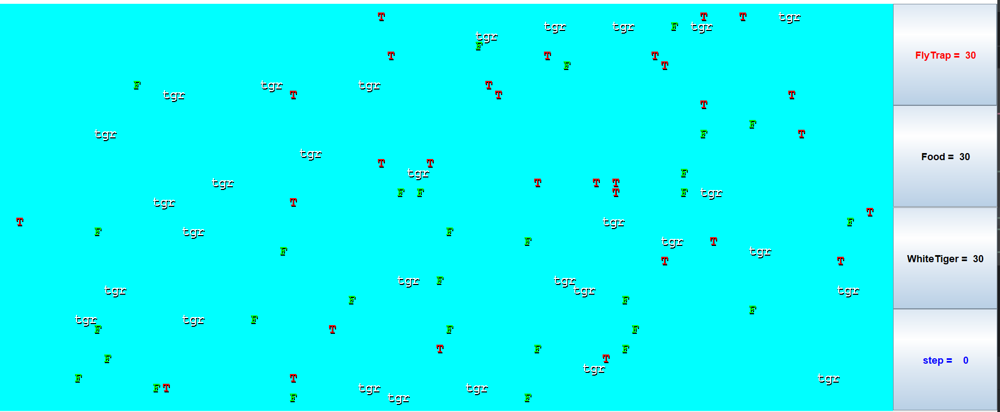 T T T tgr
tgr tgr F tgr
tgr
F
T T T
F T
F tgr tgr T
tgr T T T
T
F
tgr F T
tgr
T T
tgr F
tgr T T T
F F T F tgr
tgr T
T
T tgr F
F tgr F
F tgr T
F tgr
T T
tgr F tgr
tgr tgr tgr
F F
F
tgr tgr F
F T F F
T F F
F T
tgr
F T tgr
F T tgr tgr
F tgr F
FlyTrap = 30
Food = 30
WhiteTiger = 30
step = 0